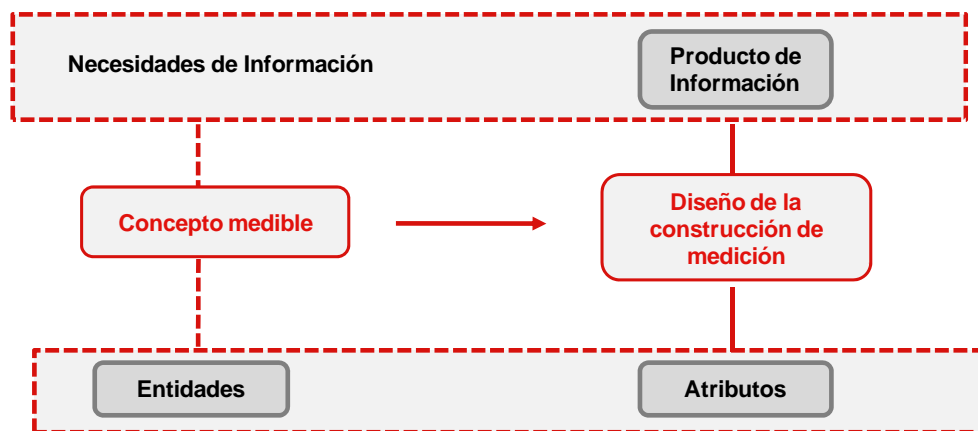 Necesidades de Información
Producto de
Información
Concepto medible
Diseño de la
construcción de
medición
Entidades
Atributos